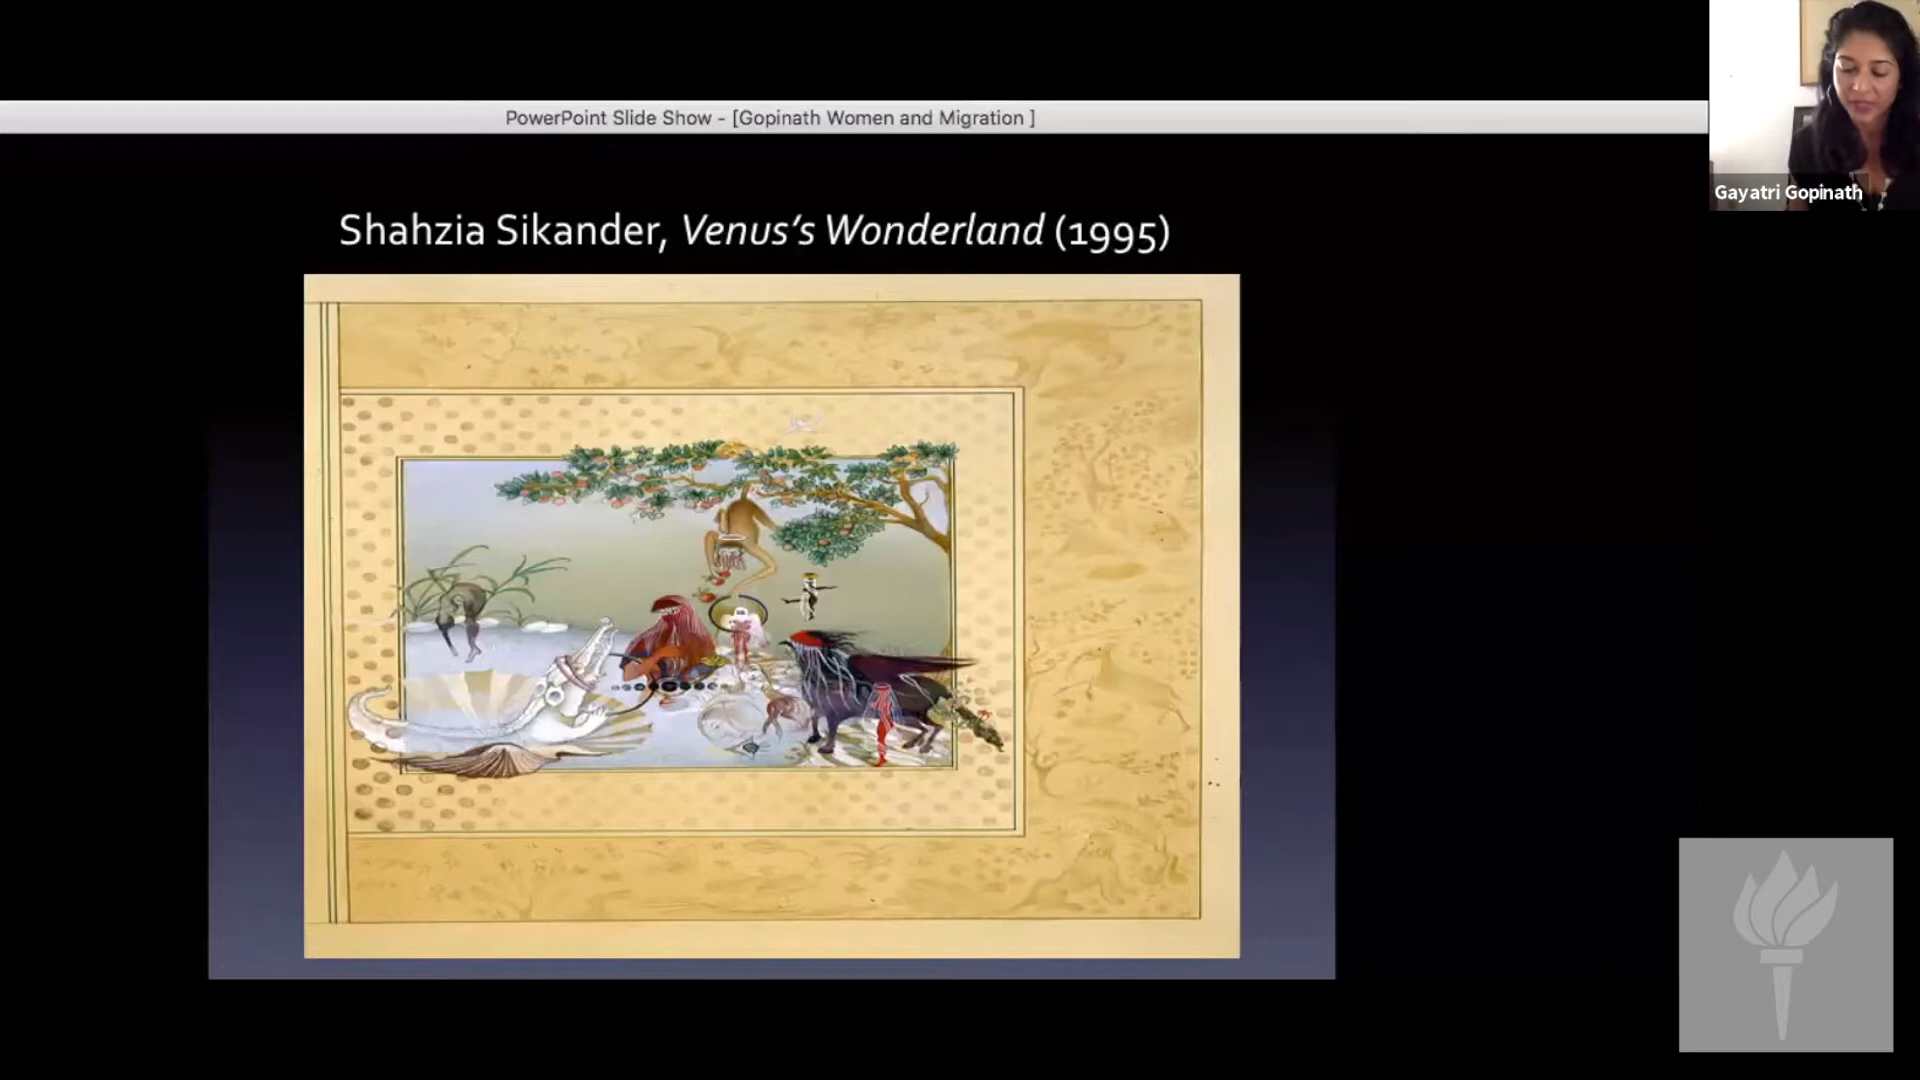 PowerPoint Slide Show - [Gopinath Women and Migration ]
Gayatri Gopinath
Shahzia Sikander, Venus's Wonderland (1995)